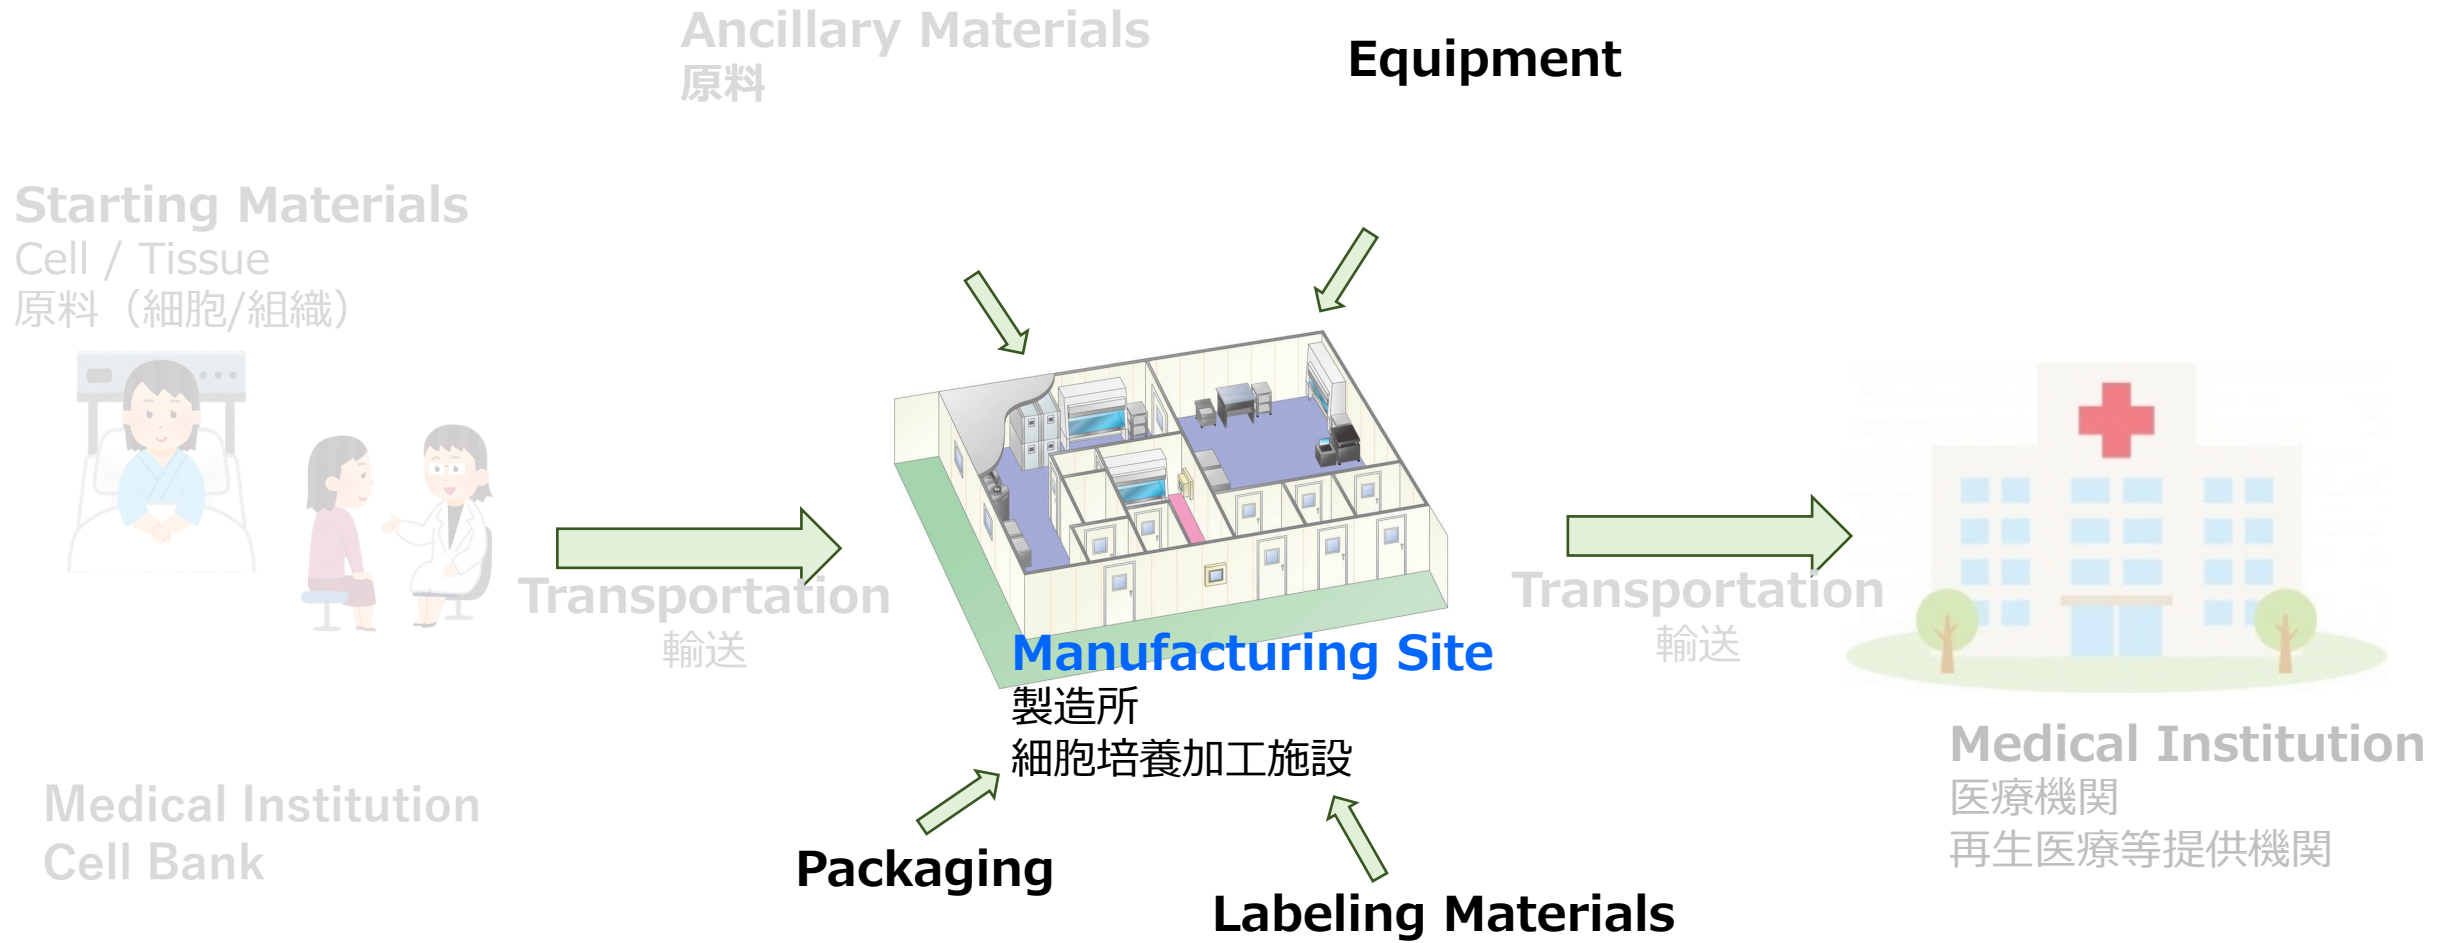 Ancillary Materials
原料
Equipment
Starting Materials
Cell / Tissue
原料（細胞/組織）
Transportation
輸送
Manufacturing Site
製造所
細胞培養加工施設
Transportation
輸送
Medical Institution
医療機関
再生医療等提供機関
Medical Institution
Cell Bank
Packaging
Labeling Materials